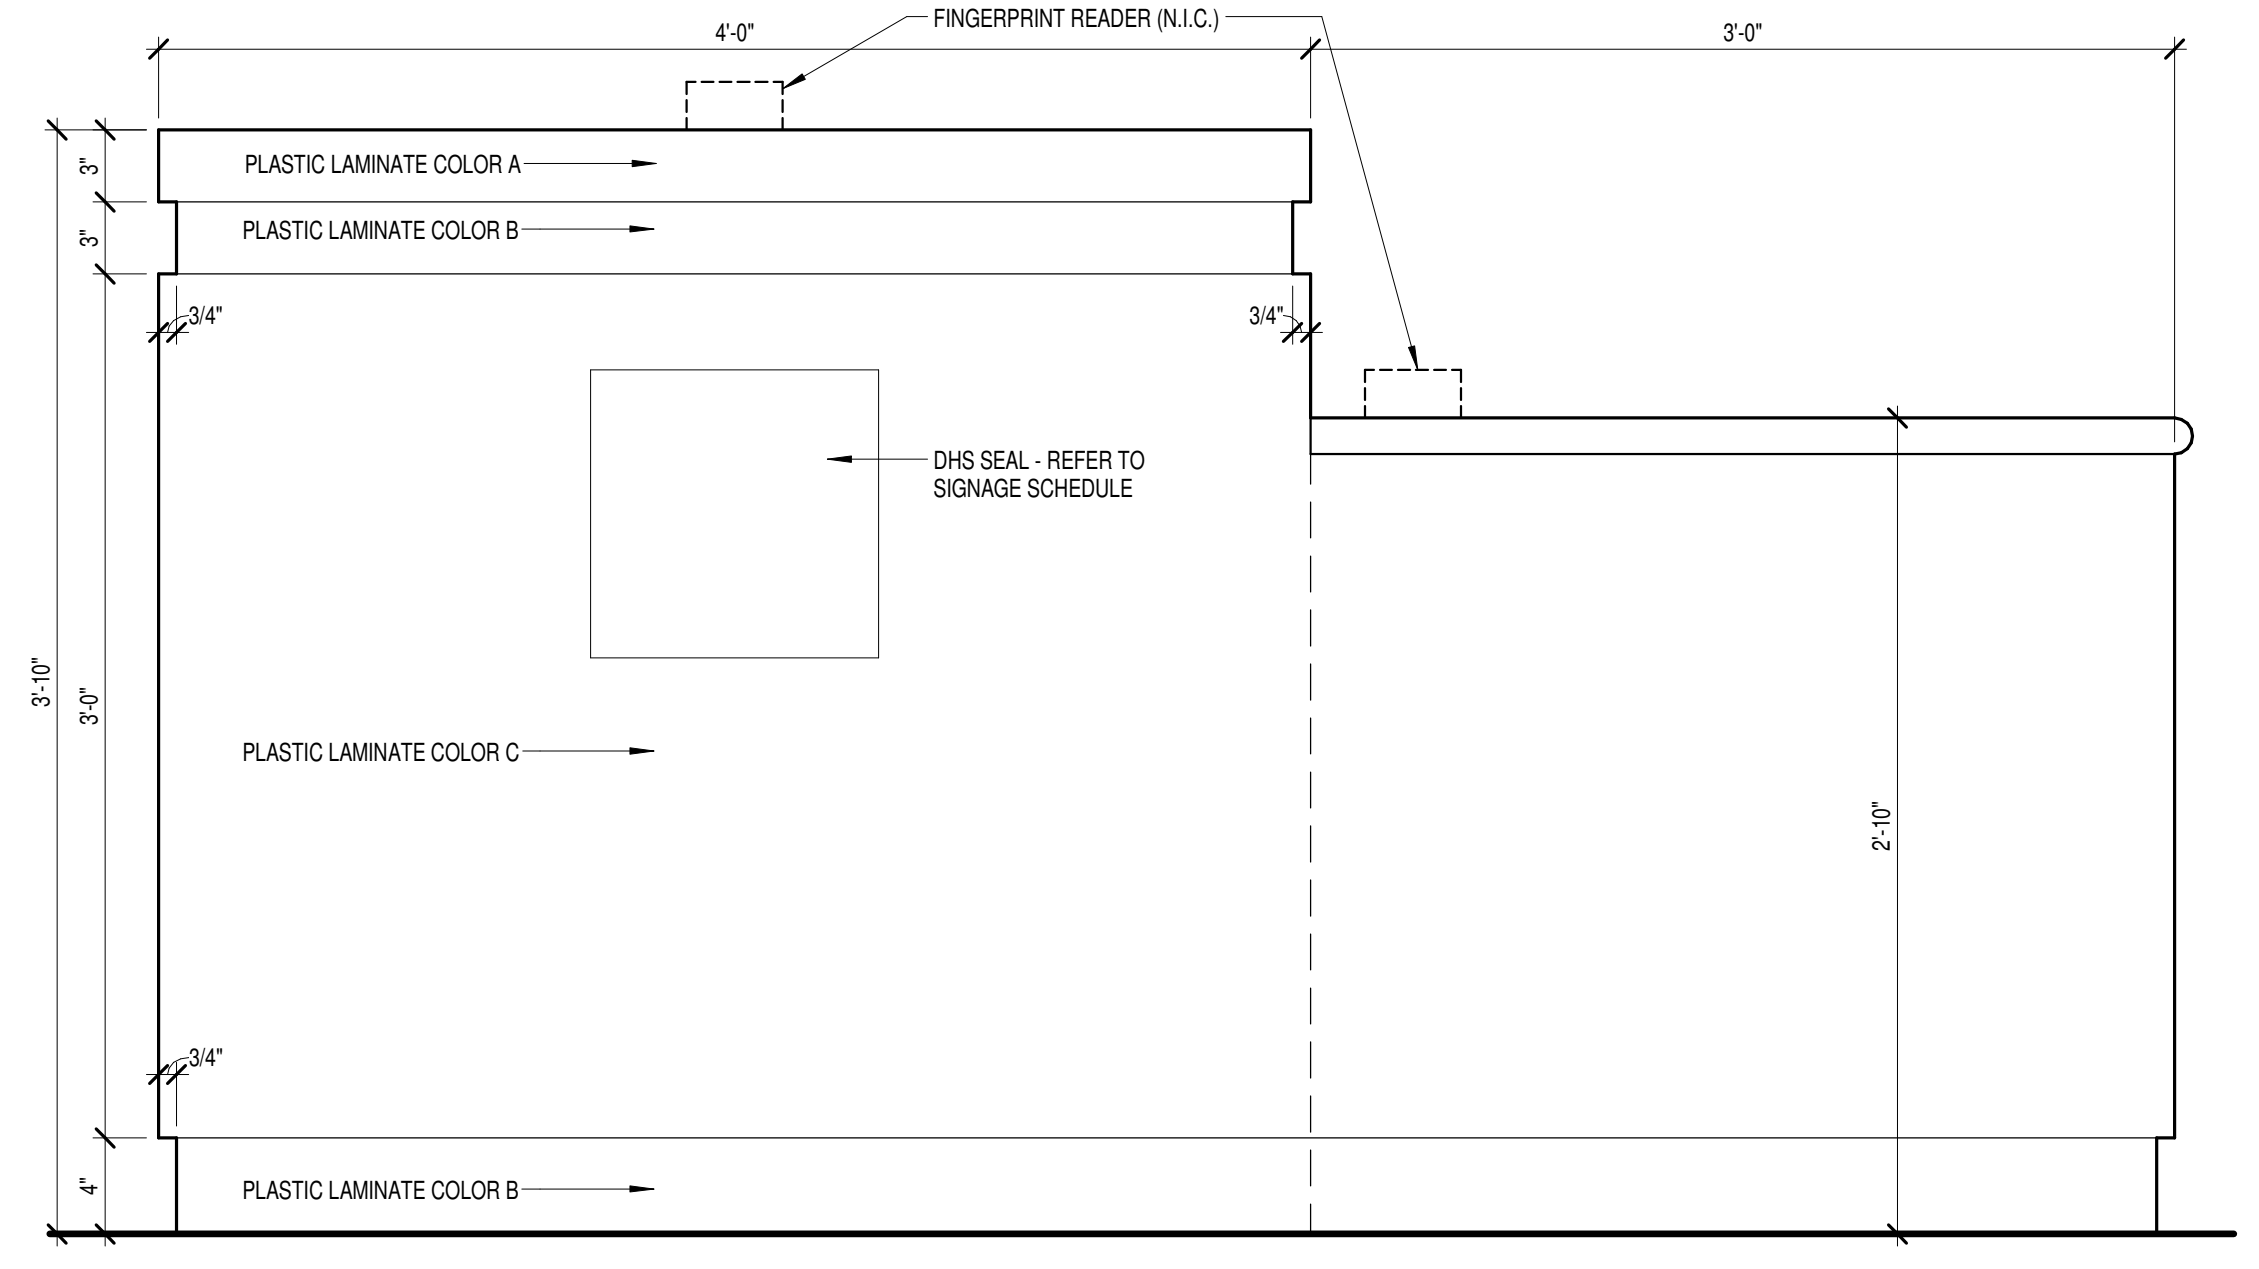 FINGERPRINT READER (N.I.C.)
4'-0"
3'-0"
3"
PLASTIC LAMINATE COLOR A
3"
PLASTIC LAMINATE COLOR B
3/4"
3/4"
DHS SEAL - REFER TO
SIGNAGE SCHEDULE
3'-10"
3'-0"
PLASTIC LAMINATE COLOR C
2'-10"
3/4"
4"
PLASTIC LAMINATE COLOR B